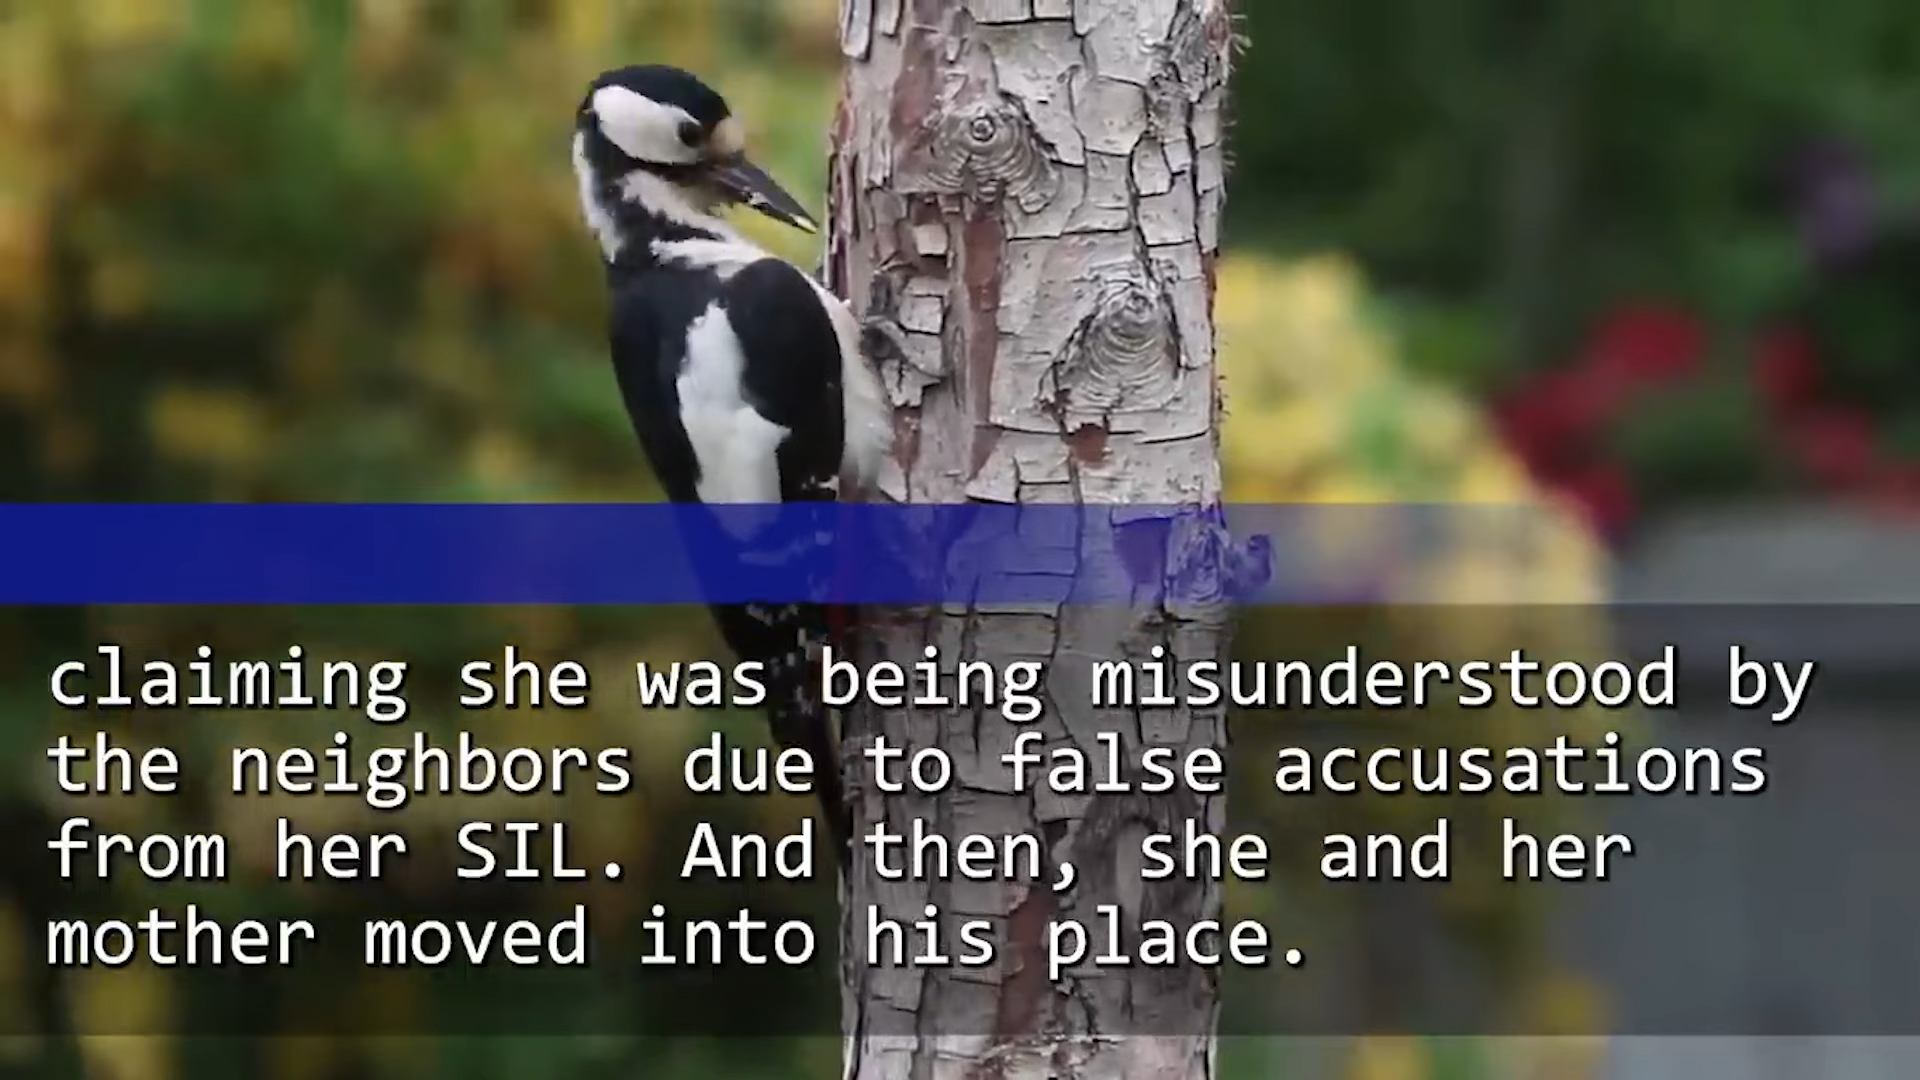 claiming she was being misunderstood by
the neighbors due to false accusations
from her SIL. And then, she and her
mother moved into his place.